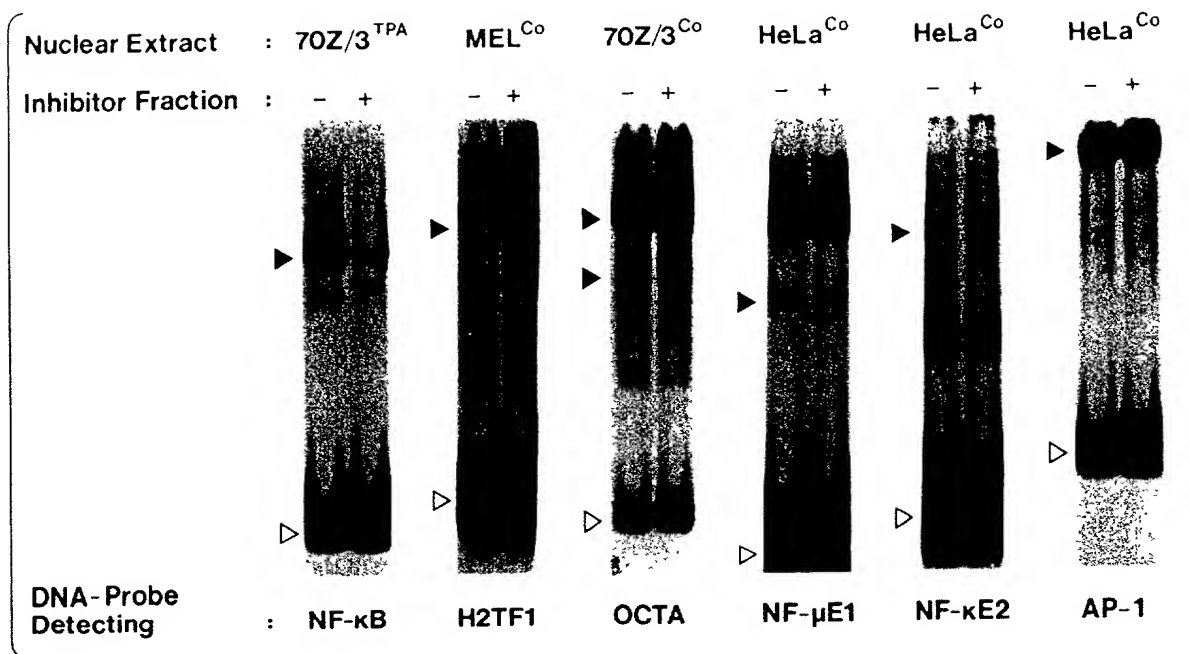 Nuclear Extract : 70Z/3TPA MELCo 70Z/3Co HeLaCo HeLaCo HeLaCo
Inhibitor Fraction : − + − + − + − + − + − +
DNA-Probe
Detecting : NF-κB H2TF1 OCTA NF-μE1 NF-κE2 AP-1